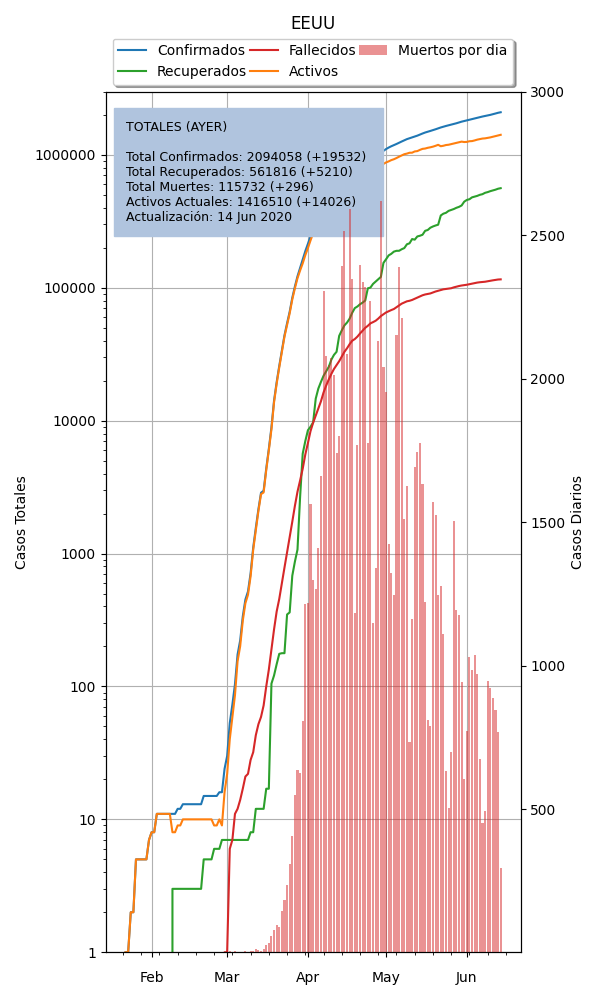 EEUU
Confirmados
Recuperados
Fallecidos
Activos
Muertos por dia
TOTALES (AYER)
Total Confirmados: 2094058 (+19532)
Total Recuperados: 561816 (+5210)
Total Muertes: 115732 (+296)
Activos Actuales: 1416510 (+14026)
Actualización: 14 Jun 2020
Casos Totales
1000000
100000
10000
1000
100
10
1
Feb
Mar
Apr
May
Jun
3000
2500
2000
1500
1000
500
Casos Diarios